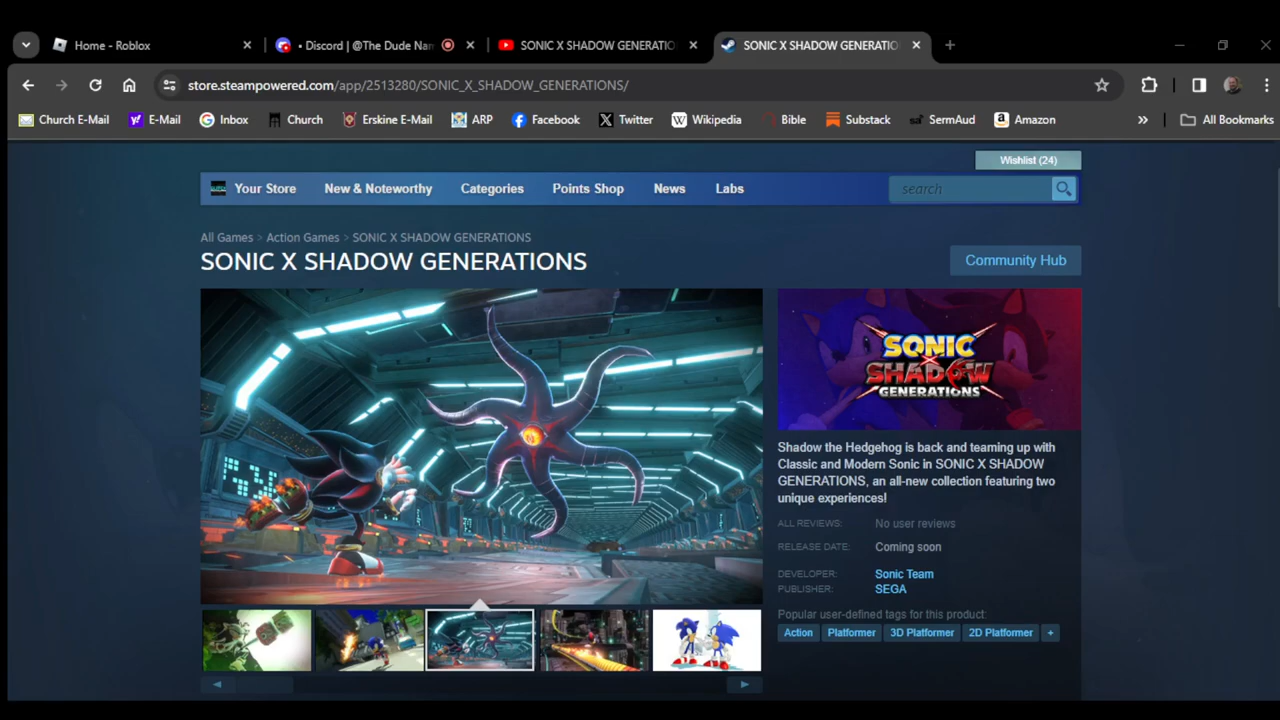 Home - Roblox
• Discord | @The Dude Nam
SONIC X SHADOW GENERATIO
SONIC X SHADOW GENERATIO
store.steampowered.com/app/2513280/SONIC_X_SHADOW_GENERATIONS/
Church E-Mail
E-Mail
Inbox
Church
Erskine E-Mail
ARP
Facebook
Twitter
Wikipedia
Bible
Substack
SermAud
Amazon
»
All Bookmarks
Wishlist (24)
Your Store
New & Noteworthy
Categories
Points Shop
News
Labs
search
All Games > Action Games > SONIC X SHADOW GENERATIONS
SONIC X SHADOW GENERATIONS
Community Hub
SONIC
X
SHADOW
GENERATIONS
Shadow the Hedgehog is back and teaming up with
Classic and Modern Sonic in SONIC X SHADOW
GENERATIONS, an all-new collection featuring two
unique experiences!
ALL REVIEWS: No user reviews
RELEASE DATE: Coming soon
DEVELOPER: Sonic Team
PUBLISHER: SEGA
Popular user-defined tags for this product:
Action
Platformer
3D Platformer
2D Platformer
+